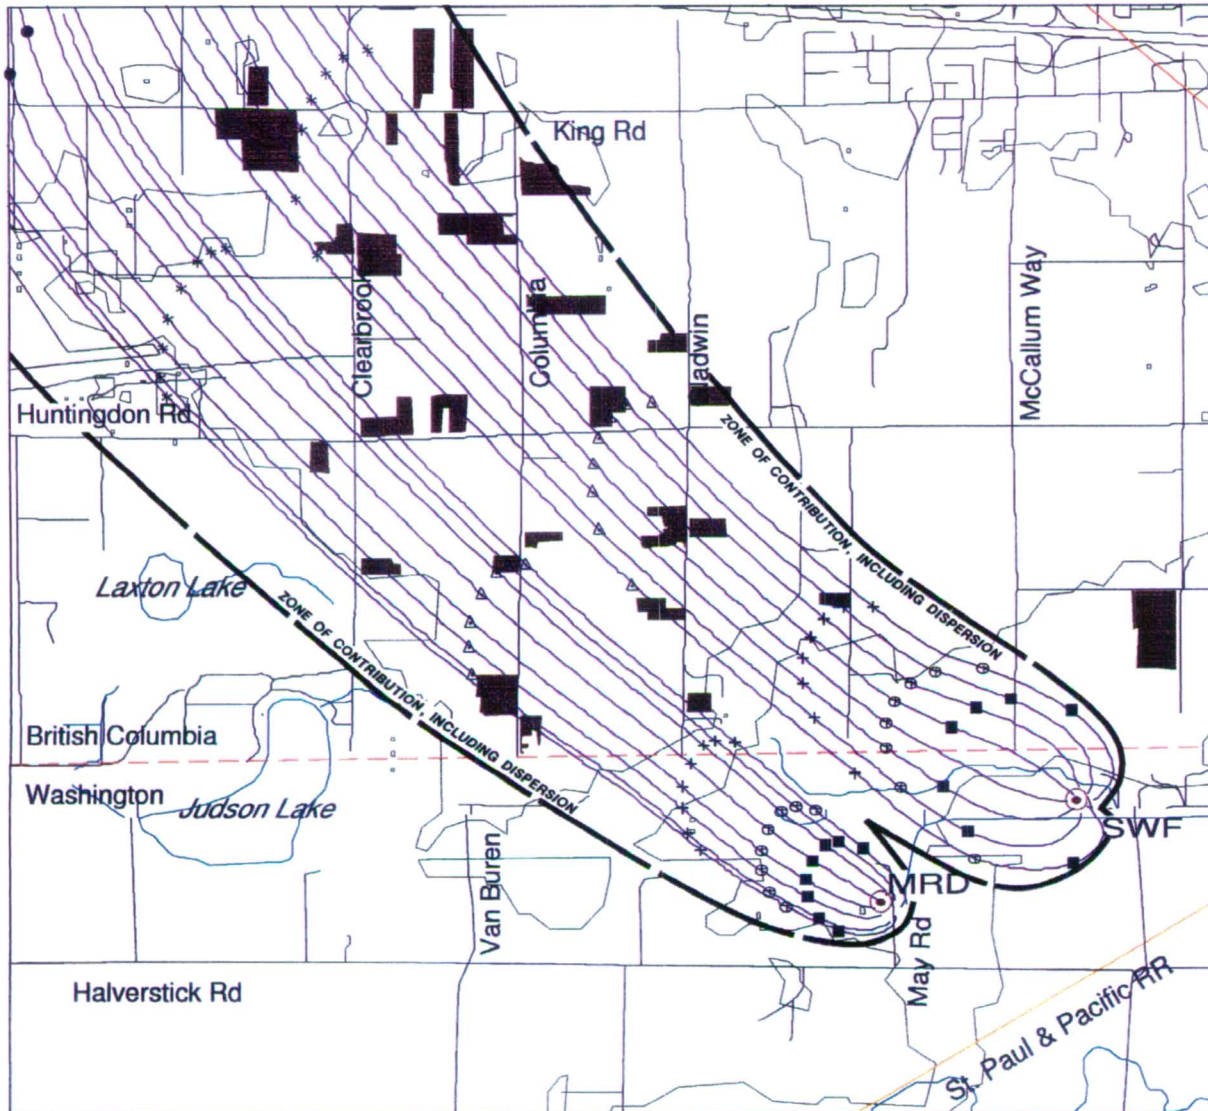 King Rd
McCallum Way
Clearbrook
Columbia
Ladwin
Huntingdon Rd
ZONE OF CONTRIBUTION, INCLUDING DISPERSION
Laxton Lake
ZONE OF CONTRIBUTION, INCLUDING DISPERSION
British Columbia
Washington
Judson Lake
SWF
MRD
Van Buren
May Rd
Halverstick Rd
St. Paul & Pacific RR